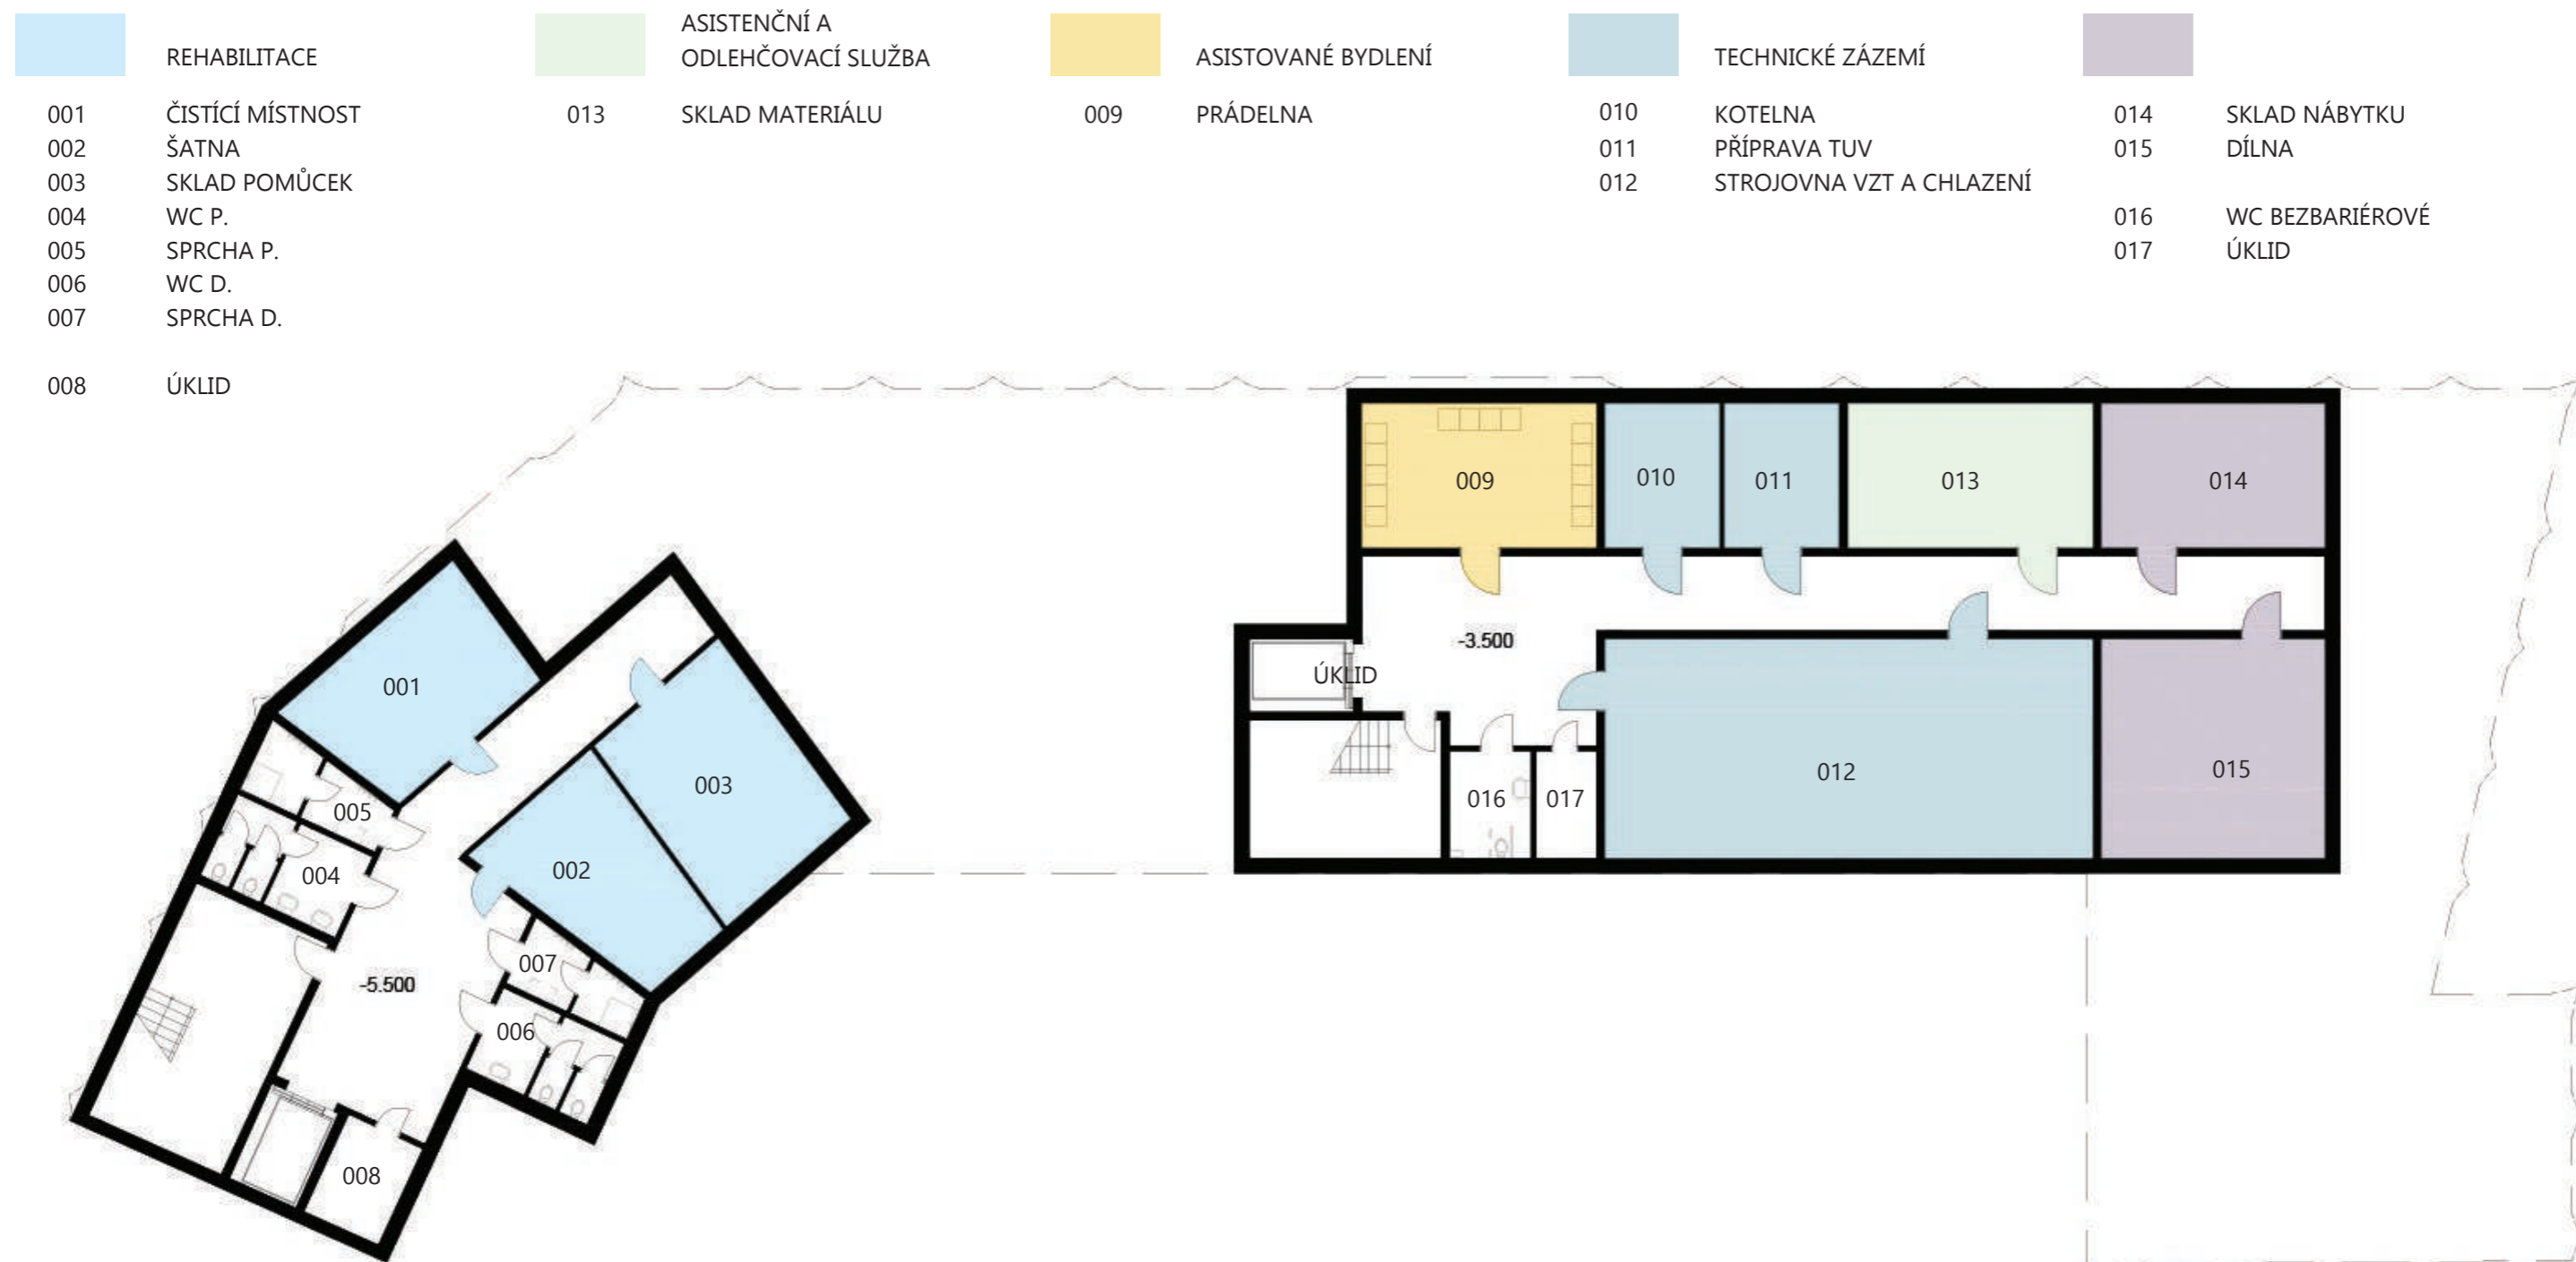 REHABILITACE
001 ČISTÍCÍ MÍSTNOST
002 ŠATNA
003 SKLAD POMŮCEK
004 WC P.
005 SPRCHA P.
006 WC D.
007 SPRCHA D.
008 ÚKLID
ASISTENČNÍ A
ODLEHČOVACÍ SLUŽBA
013 SKLAD MATERIÁLU
ASISTOVANÉ BYDLENÍ
009 PRÁDELNA
TECHNICKÉ ZÁZEMÍ
010 KOTELNA
011 PŘÍPRAVA TUV
012 STROJOVNA VZT A CHLAZENÍ
014 SKLAD NÁBYTKU
015 DÍLNA
016 WC BEZBARIÉROVÉ
017 ÚKLID
001
003
005
002
004
007
-5.500
006
008
009
010
011
013
014
-3.500
ÚKLID
012
015
016
017